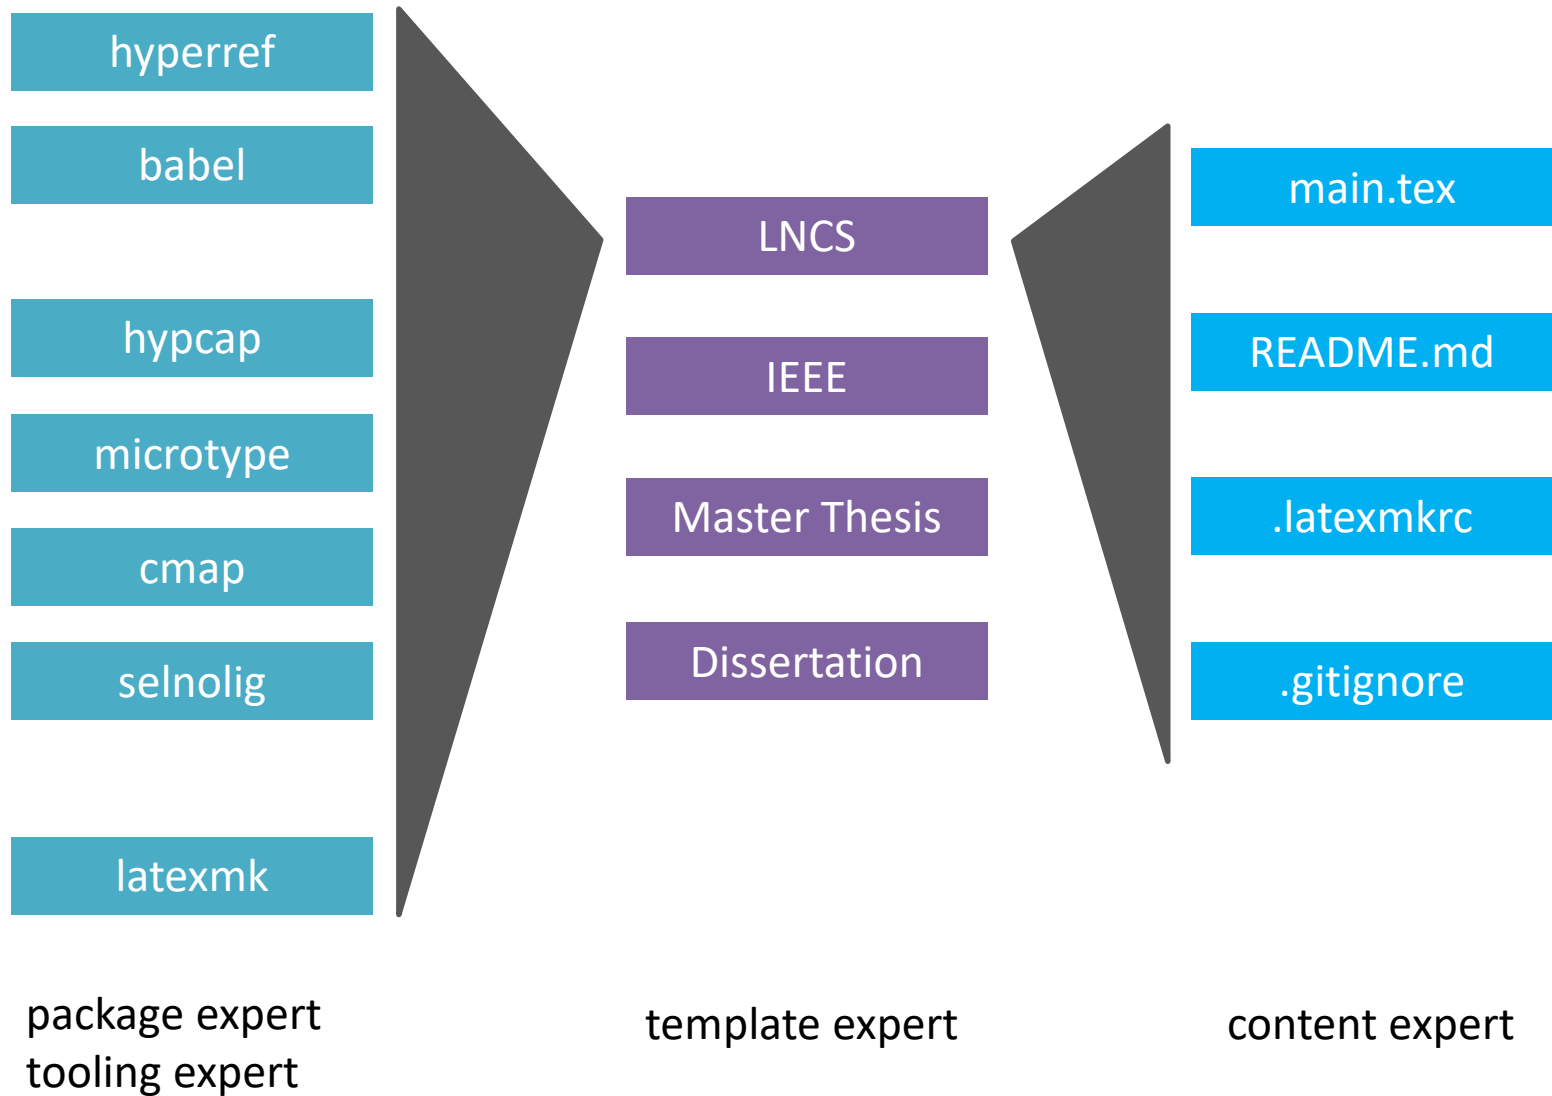 hyperref
babel
hypcap
microtype
cmap
selnolig
latexmk
package expert
tooling expert
LNCS
IEEE
Master Thesis
Dissertation
template expert
main.tex
README.md
.latexmkrc
.gitignore
content expert